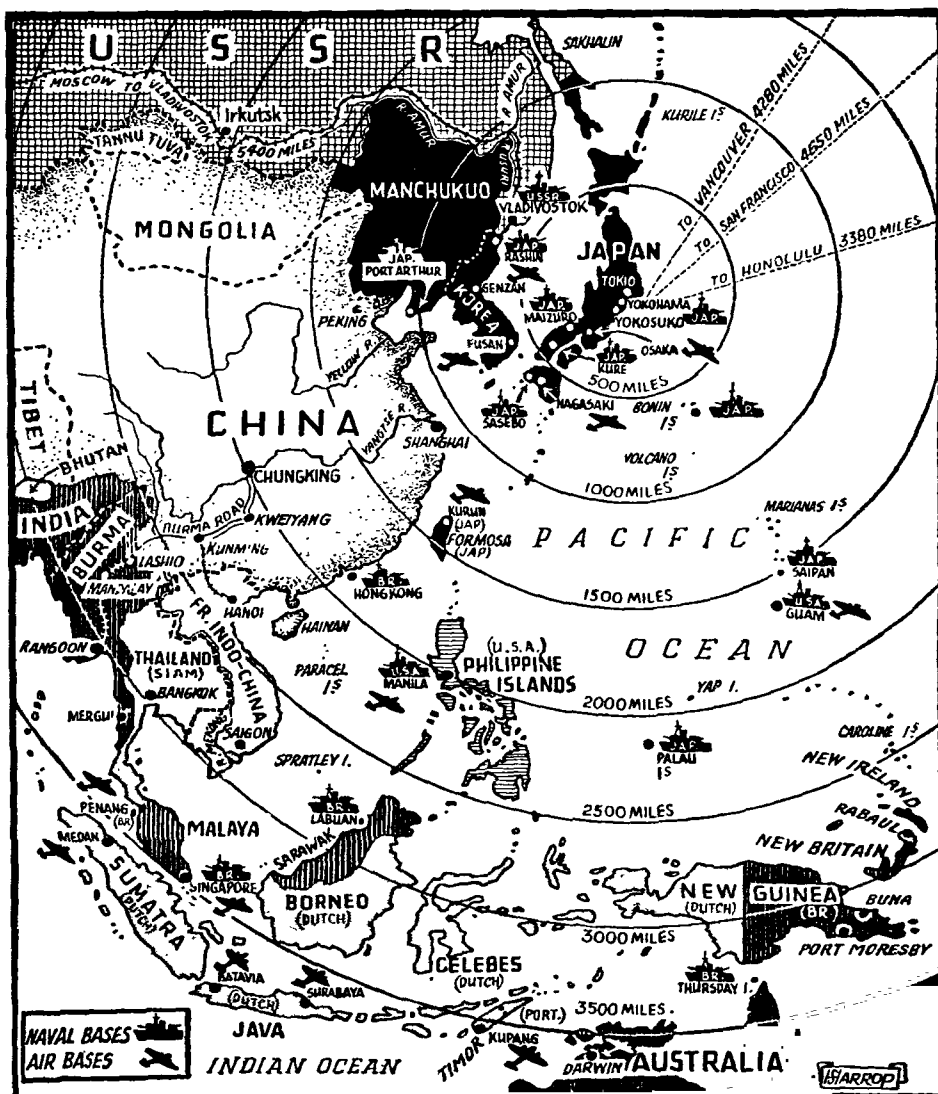 U S S R
SAKHALIN
MOSCOW TO VLADIVOSTOK 5400 MILES
Irkutsk
TANNU TUVA
R. AMUR
R. AMUR
KURILE IS
TO VANCOUVER 4280 MILES
TO SAN FRANCISCO 4650 MILES
TO HONOLULU 3380 MILES
MANCHUKUO
MONGOLIA
U.S.S.R.
VLADIVOSTOK
JAP.
RASHIN
JAPAN
JAP.
PORT ARTHUR
GENZAN
KOREA
TOKIO
YOKOHAMA
YOKOSUKO
JAP.
JAP.
MAIZURO
PEKING
FUSAN
OSAKA
JAP.
KURE
500 MILES
YELLOW R.
TIBET
CHINA
JAP.
SASEBO
NAGASAKI
BONIN
IS
JAP.
YANGTSE R.
SHANGHAI
VOLCANO
IS
BHUTAN
CHUNGKING
1000 MILES
INDIA
BURMA
BURMA ROAD
KWEIYANG
KUNMING
KURUN
(JAP)
FORMOSA
(JAP)
PACIFIC
MARIANAS IS
LASHIO
MANDALAY
JAP.
SAIPAN
BR.
HONGKONG
1500 MILES
U.S.A.
GUAM
HANOI
HAINAN
FR. INDO-CHINA
RANGOON
THAILAND
(SIAM)
PARACEL
IS
U.S.A.
MANILA
(U.S.A.)
PHILIPPINE
ISLANDS
OCEAN
YAP I.
BANGKOK
2000 MILES
MERGUI
SAIGON
CAROLINE IS
JAP.
PALAU
IS
SPRATLEY I.
NEW IRELAND
2500 MILES
PENANG
(BR)
MALAYA
BR.
LABUAN
RABAUL
MEDAN
SARAWAK
NEW BRITAIN
SUMATRA
(DUTCH)
BR.
SINGAPORE
BORNEO
(DUTCH)
NEW
(DUTCH)
GUINEA
(BR)
BUNA
3000 MILES
PORT MORESBY
CELEBES
(DUTCH)
BATAVIA
SURABAYA
BR.
THURSDAY I.
(DUTCH)
JAVA
(PORT.)
3500 MILES
NAVAL BASES
AIR BASES
INDIAN OCEAN
TIMOR
KUPANG
DARWIN
AUSTRALIA